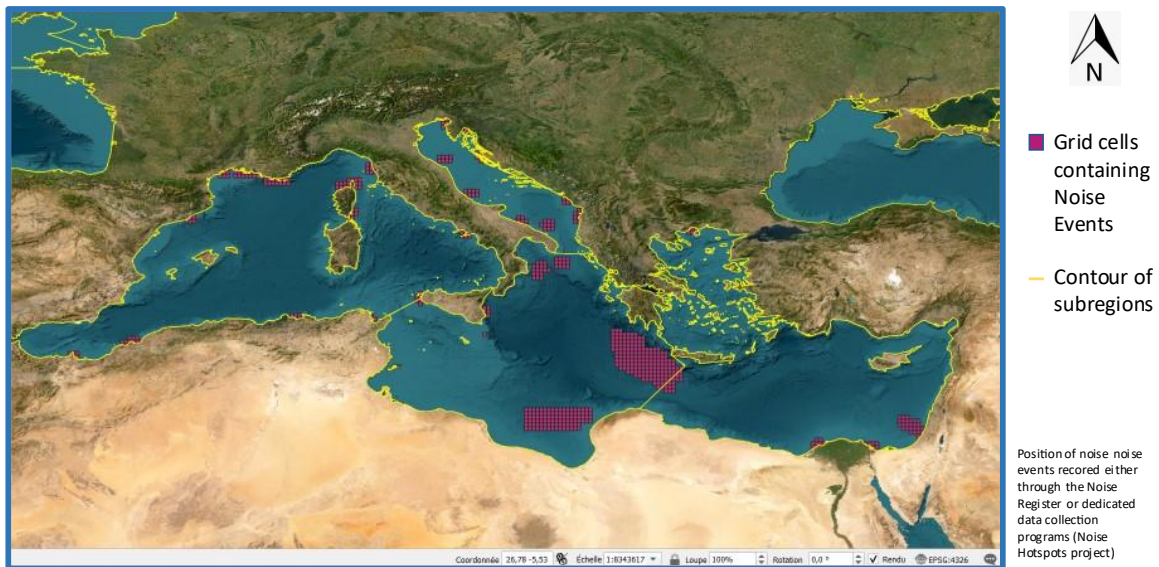 N
Grid cells
containing
Noise
Events
Contour of
subregions
Position of noise noise
events recored either
through the Noise
Register or dedicated
data collection
programs (Noise
Hotspots project)
Coordonnée 26,78 -5,53 Échelle 1:8343617 Loupe 100% Rotation 0,0 ° Rendu EPSG:4326